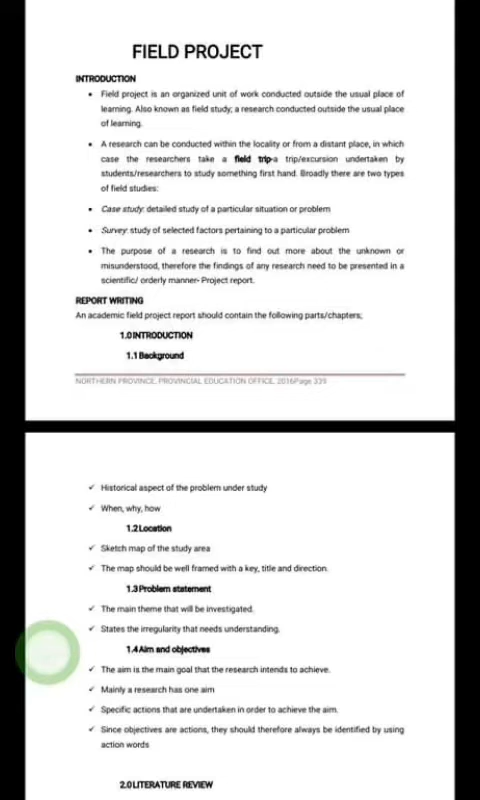 FIELD PROJECT
INTRODUCTION
• Field project is an organized unit of work conducted outside the usual place of
learning. Also known as field study; a research conducted outside the usual place
of learning.
• A research can be conducted within the locality or from a distant place, in which
case the researchers take a field trip-a trip/excursion undertaken by
students/researchers to study something first hand. Broadly there are two types
of field studies:
• Case study: detailed study of a particular situation or problem
• Survey: study of selected factors pertaining to a particular problem
• The purpose of a research is to find out more about the unknown or
misunderstood, therefore the findings of any research need to be presented in a
scientific/ orderly manner- Project report.
REPORT WRITING
An academic field project report should contain the following parts/chapters;
1.0INTRODUCTION
1.1Background
NORTHERN PROVINCE, PROVINCIAL EDUCATION OFFICE, 2016Page 339
✓ Historical aspect of the problem under study
✓ When, why, how
1.2Location
✓ Sketch map of the study area
✓ The map should be well framed with a key, title and direction.
1.3Problem statement
✓ The main theme that will be investigated.
✓ States the irregularity that needs understanding.
1.4Aim and objectives
✓ The aim is the main goal that the research intends to achieve.
✓ Mainly a research has one aim
✓ Specific actions that are undertaken in order to achieve the aim.
✓ Since objectives are actions, they should therefore always be identified by using
action words
2.0LITERATURE REVIEW